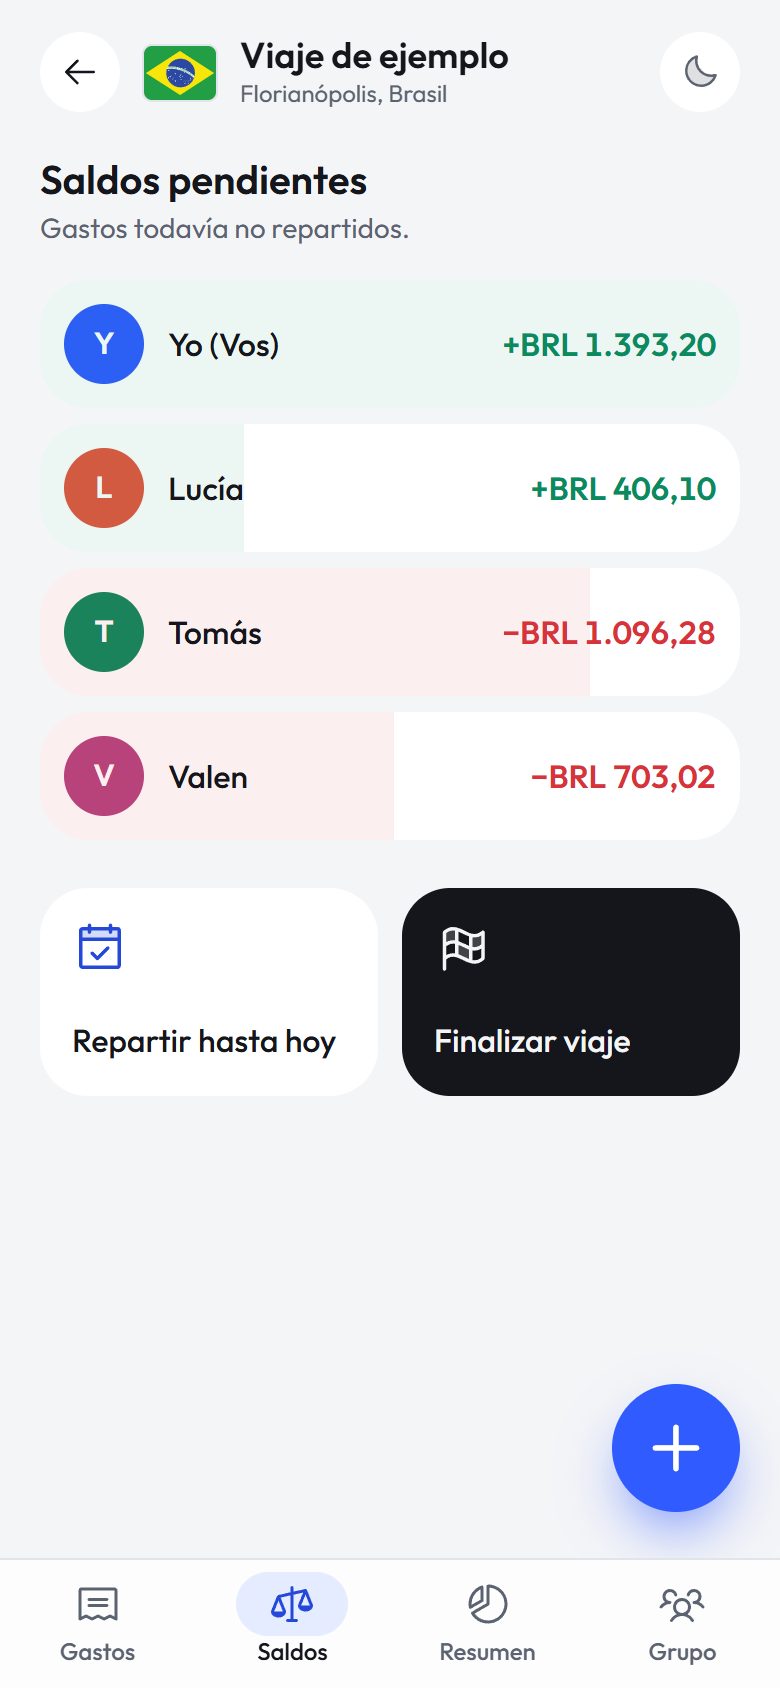 Viaje de ejemplo
Florianópolis, Brasil
Saldos pendientes
Gastos todavía no repartidos.
Y Yo (Vos) +BRL 1.393,20
L Lucía +BRL 406,10
T Tomás −BRL 1.096,28
V Valen −BRL 703,02
Repartir hasta hoy Finalizar viaje
Gastos Saldos Resumen Grupo